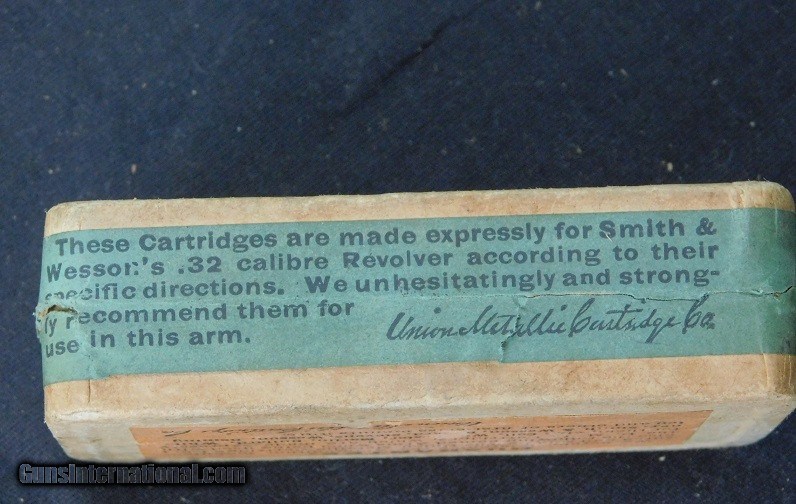 These Cartridges are made expressly for Smith &
Wesson's .32 calibre Revolver according to their
specific directions. We unhesitatingly and strong-
ly recommend them for
use in this arm.
Union Metallic Cartridge Co.
GunsInternational.com